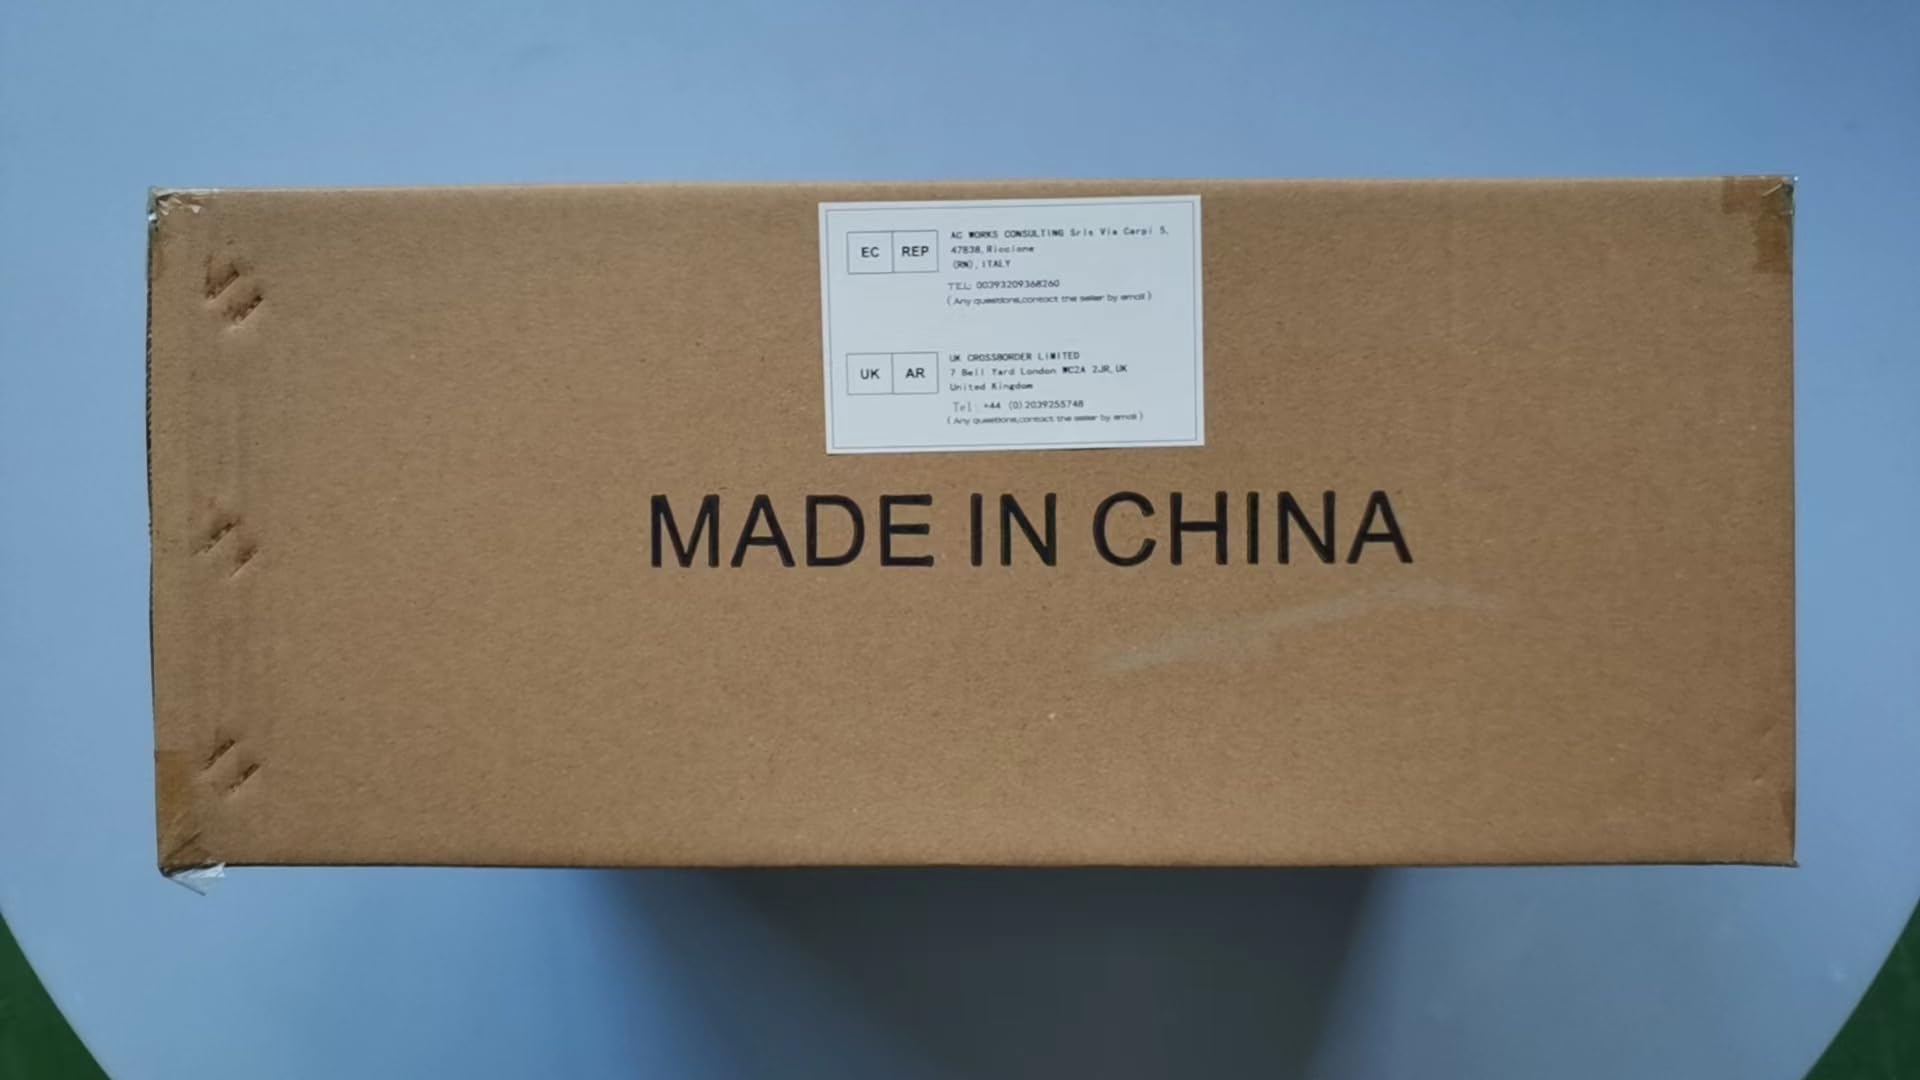 EC REP
AC WORKS CONSULTING Srls Via Carpi 5,
47838,Riccione
(RN),ITALY
TEL: 00393209368260
(Any questions,contact the seller by email)
UK AR
UK CROSSBORDER LIMITED
7 Bell Yard London WC2A 2JR,UK
United Kingdom
Tel: +44 (0)2039255748
(Any questions,contact the seller by email)
MADE IN CHINA